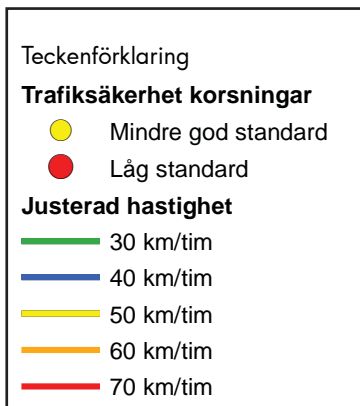 Teckenförklaring
Trafiksäkerhet korsningar
Mindre god standard
Låg standard
Justerad hastighet
30 km/tim
40 km/tim
50 km/tim
60 km/tim
70 km/tim